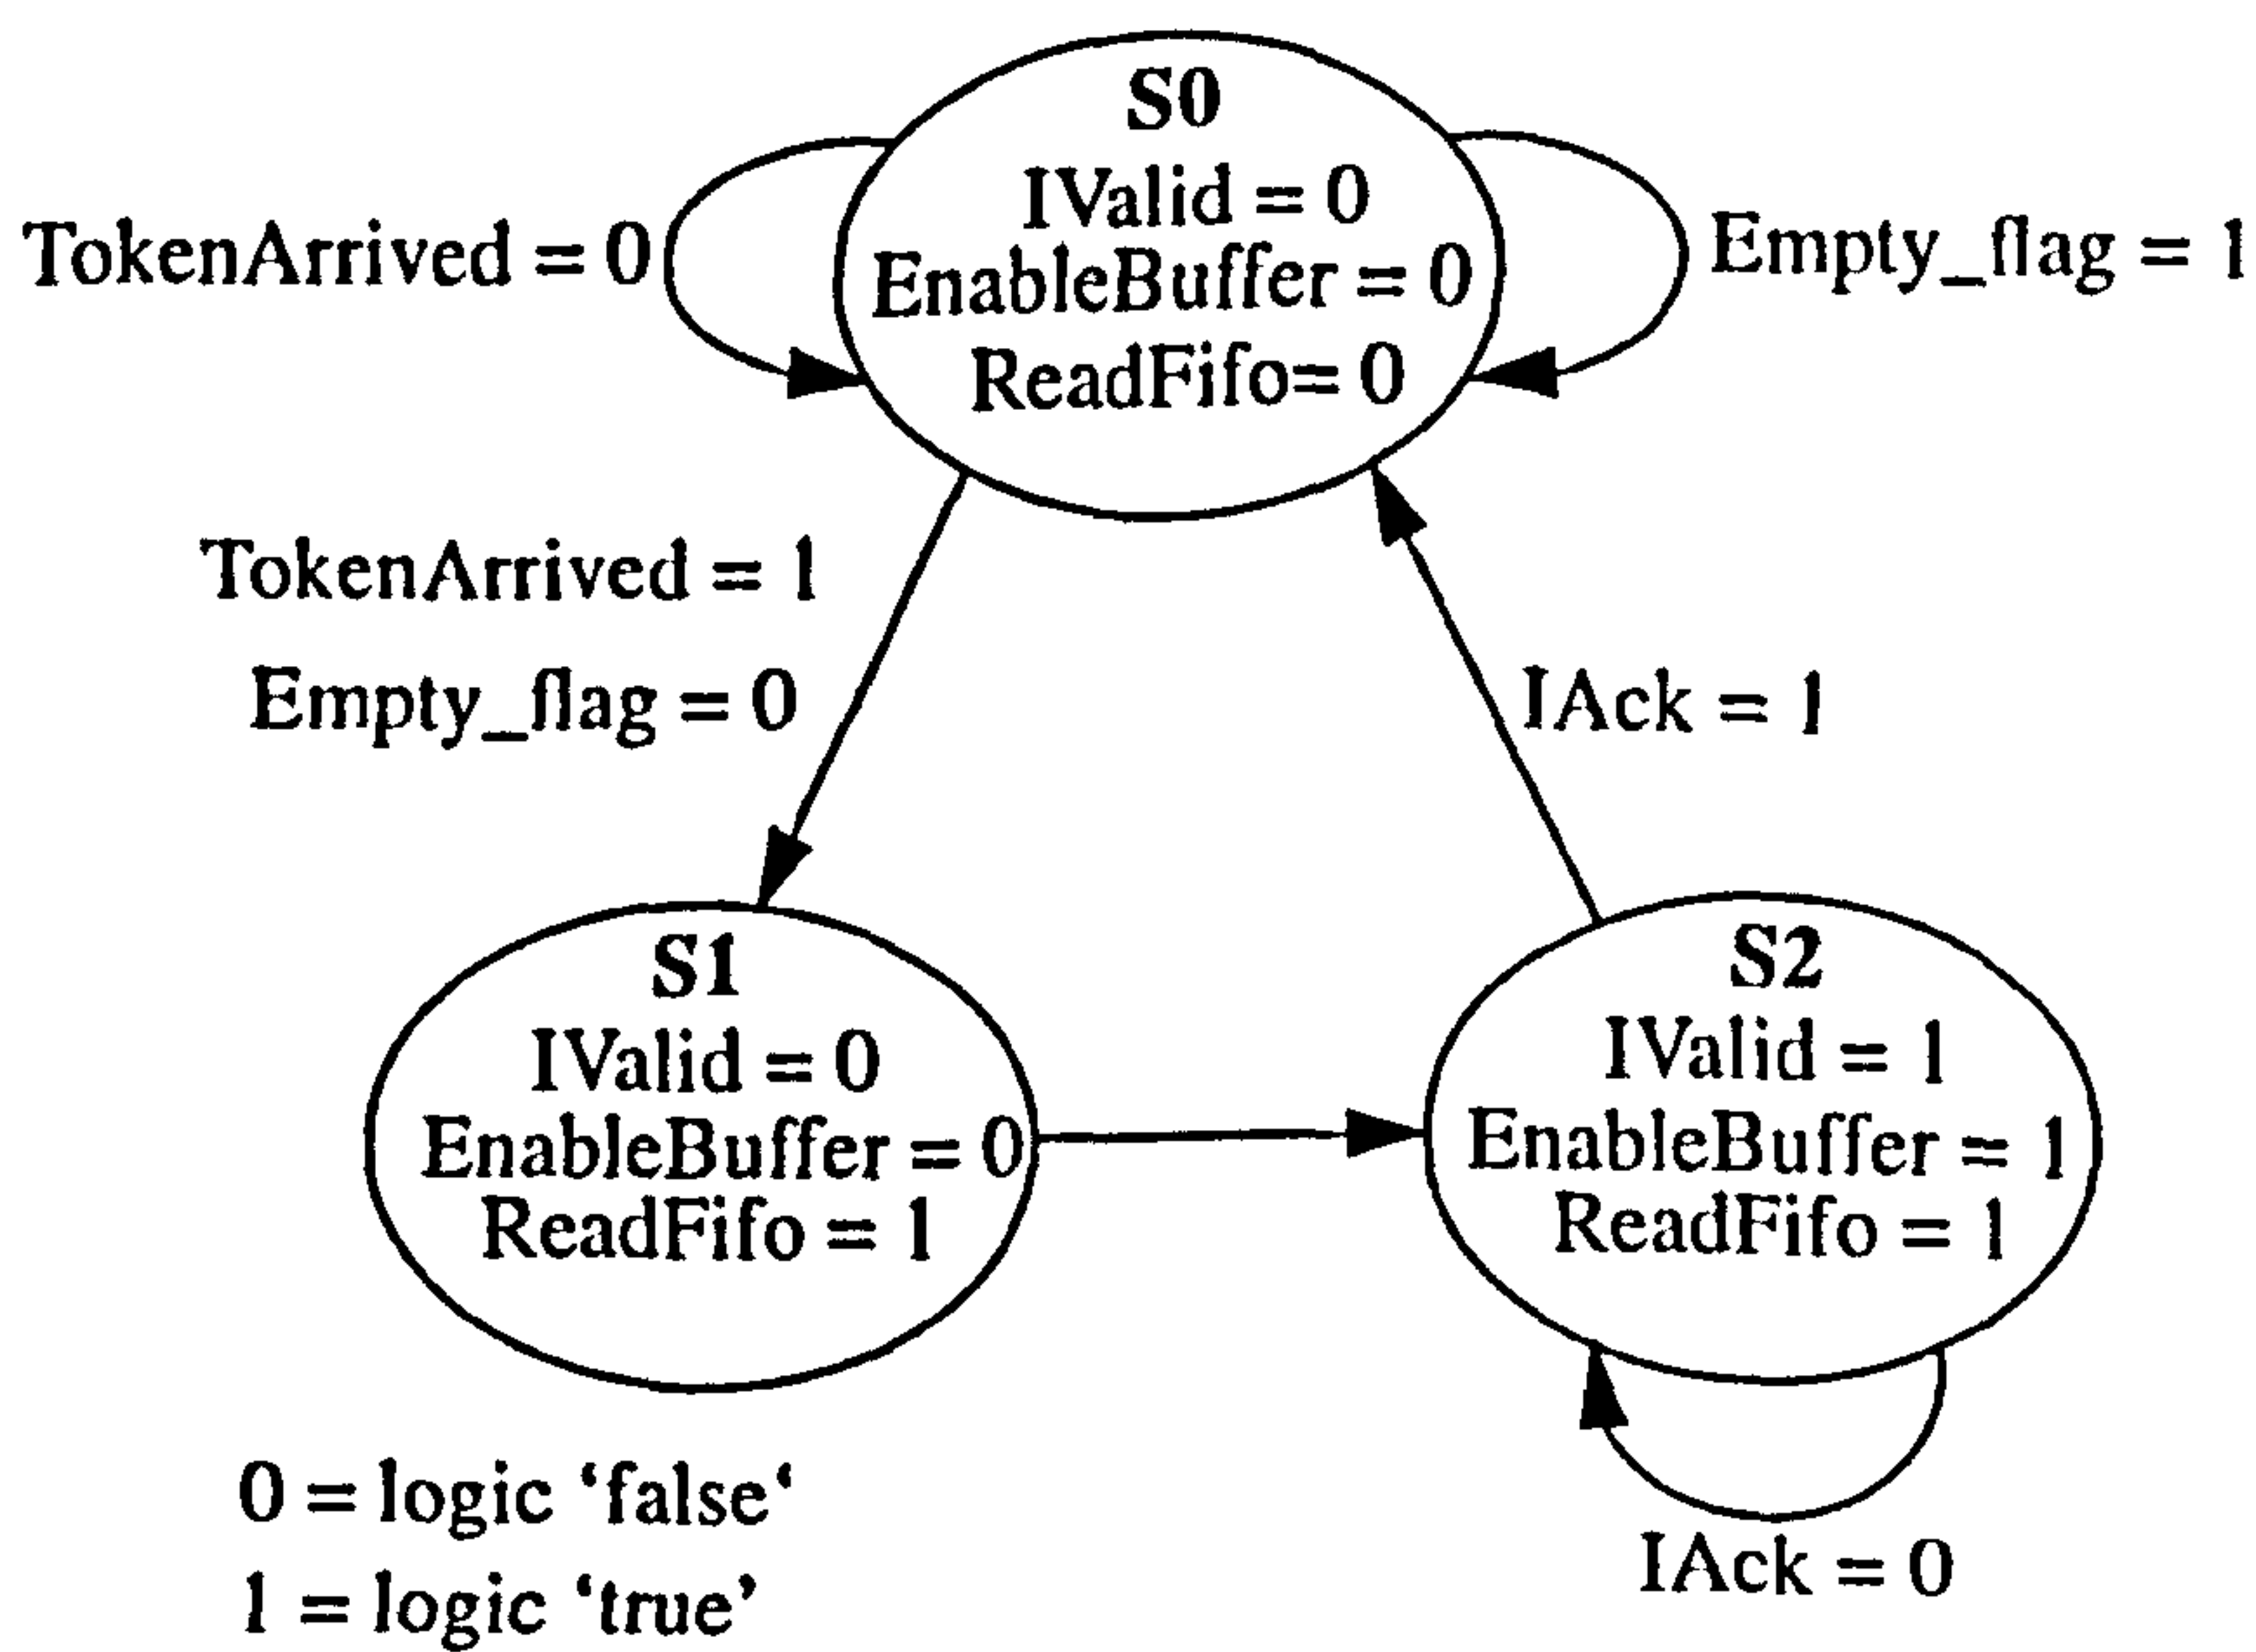 S0
IValid = 0
EnableBuffer = 0
ReadFifo= 0
TokenArrived = 0
Empty_flag = 1
TokenArrived = 1
Empty_flag = 0
IAck = 1
S1
IValid = 0
EnableBuffer = 0
ReadFifo = 1
S2
IValid = 1
EnableBuffer = 1
ReadFifo = 1
IAck = 0
0 = logic ‘false‘
1 = logic ‘true’